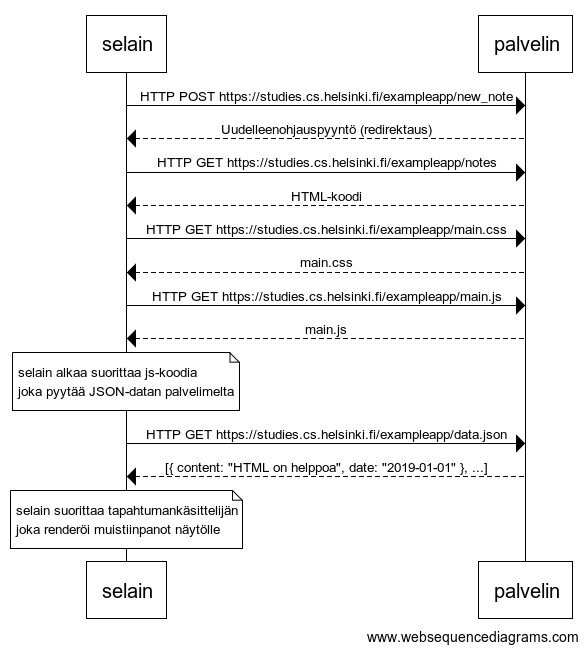 selain palvelin
HTTP POST https://studies.cs.helsinki.fi/exampleapp/new_note
Uudelleenohjauspyyntö (redirektaus)
HTTP GET https://studies.cs.helsinki.fi/exampleapp/notes
HTML-koodi
HTTP GET https://studies.cs.helsinki.fi/exampleapp/main.css
main.css
HTTP GET https://studies.cs.helsinki.fi/exampleapp/main.js
main.js
selain alkaa suorittaa js-koodia
joka pyytää JSON-datan palvelimelta
HTTP GET https://studies.cs.helsinki.fi/exampleapp/data.json
[{ content: "HTML on helppoa", date: "2019-01-01" }, ...]
selain suorittaa tapahtumankäsittelijän
joka renderöi muistiinpanot näytölle
selain palvelin
www.websequencediagrams.com